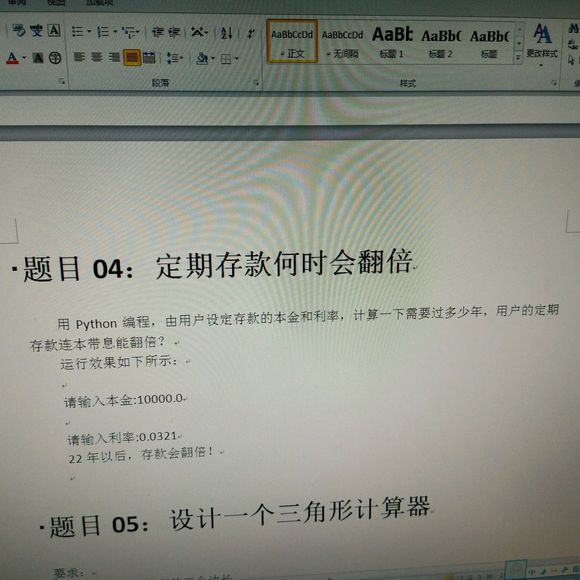 审阅 视图 加载项
AaBbCcDd AaBbCcDd AaBb AaBbC AaBbC
正文 无间隔 标题 1 标题 2 标题 更改样式
段落 样式
题目 04：定期存款何时会翻倍
用 Python 编程，由用户设定存款的本金和利率，计算一下需要过多少年，用户的定期
存款连本带息能翻倍？
运行效果如下所示：
请输入本金:10000.0
请输入利率:0.0321
22 年以后，存款会翻倍！
题目 05：设计一个三角形计算器
要求：